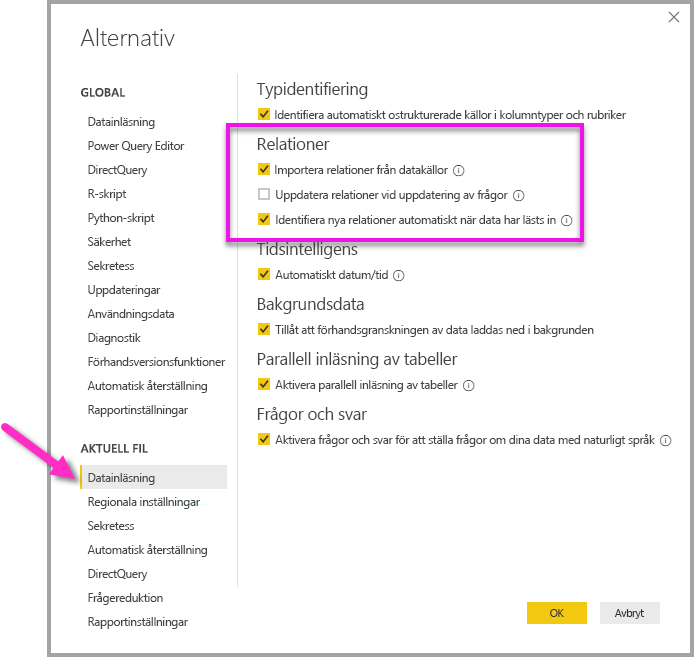 Alternativ
GLOBAL
Datainläsning
Power Query Editor
DirectQuery
R-skript
Python-skript
Säkerhet
Sekretess
Uppdateringar
Användningsdata
Diagnostik
Förhandsversionsfunktioner
Automatisk återställning
Rapportinställningar
AKTUELL FIL
Datainläsning
Regionala inställningar
Sekretess
Automatisk återställning
DirectQuery
Frågereduktion
Rapportinställningar
Typidentifiering
Identifiera automatiskt ostrukturerade källor i kolumntyper och rubriker
Relationer
Importera relationer från datakällor
Uppdatera relationer vid uppdatering av frågor
Identifiera nya relationer automatiskt när data har lästs in
Tidsintelligens
Automatiskt datum/tid
Bakgrundsdata
Tillåt att förhandsgranskningen av data laddas ned i bakgrunden
Parallell inläsning av tabeller
Aktivera parallell inläsning av tabeller
Frågor och svar
Aktivera frågor och svar för att ställa frågor om dina data med naturligt språk
OK
Avbryt